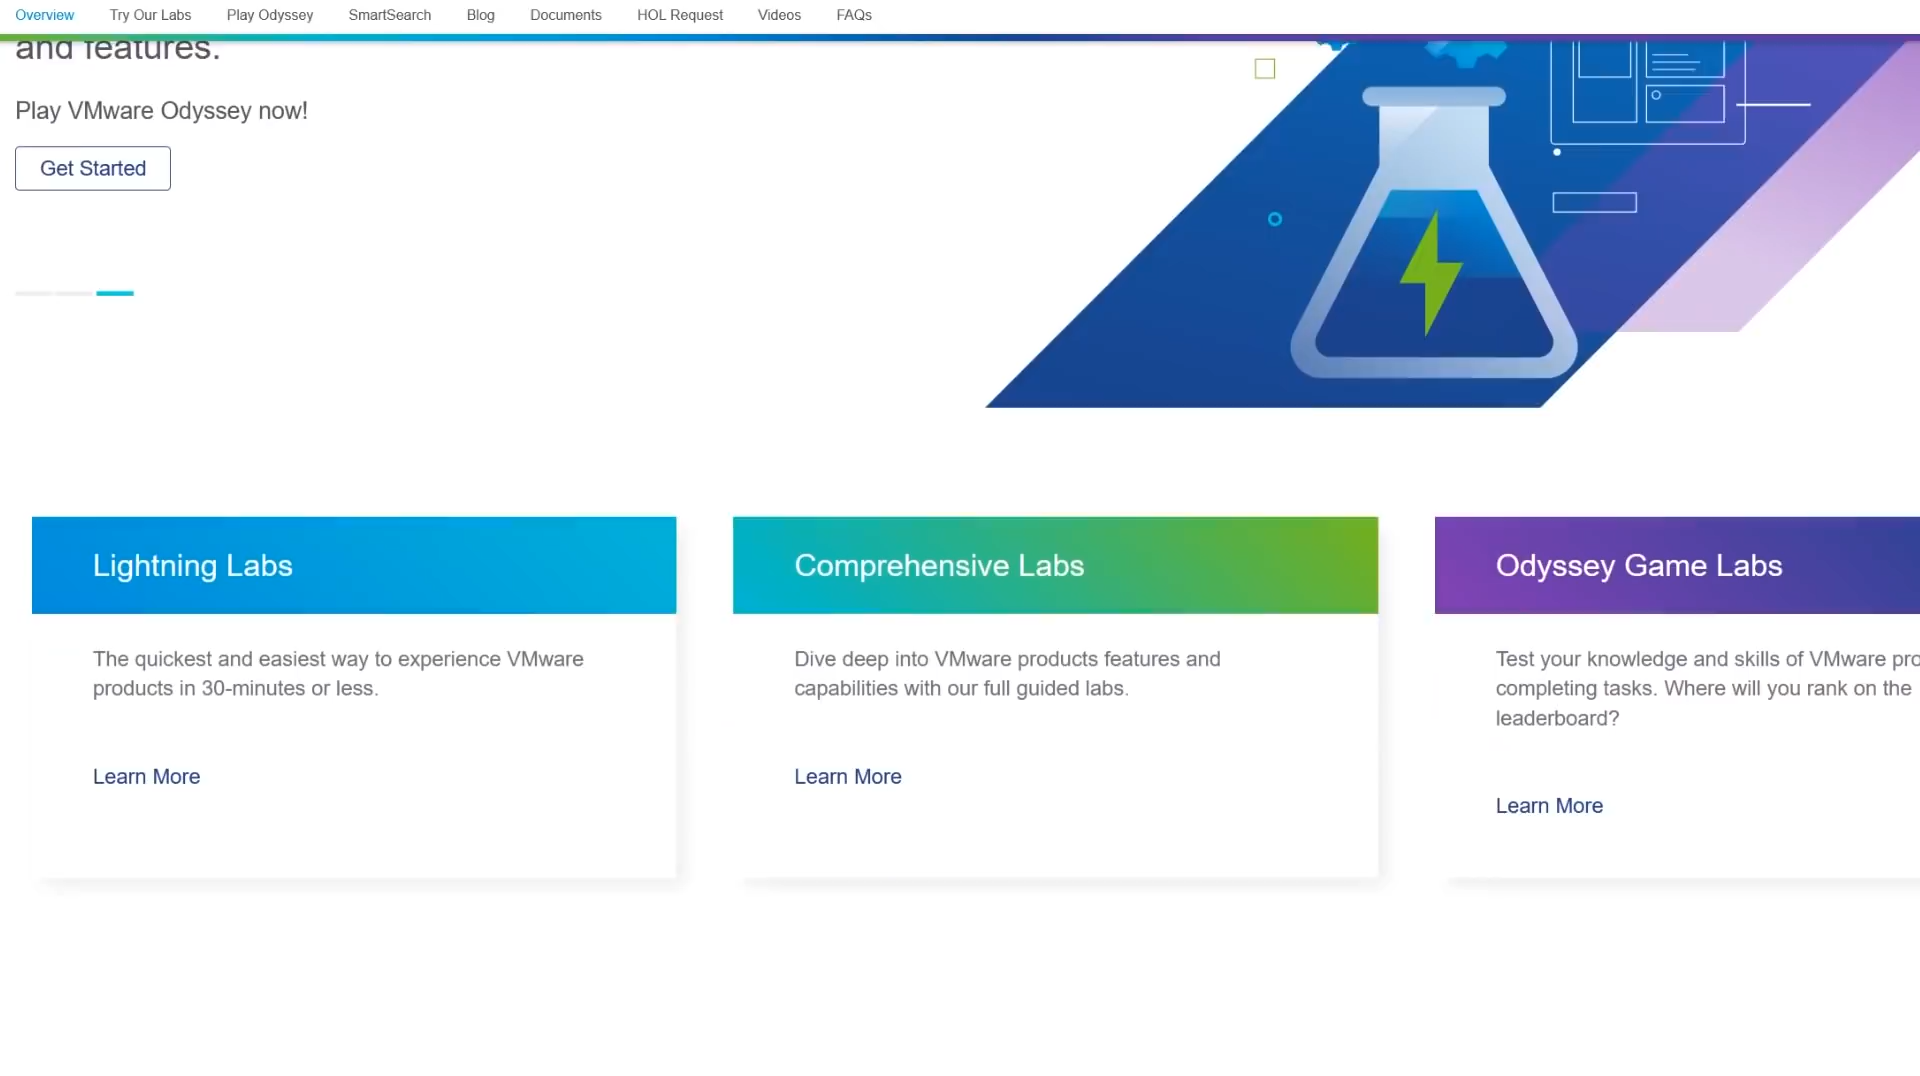 Overview Try Our Labs Play Odyssey SmartSearch Blog Documents HOL Request Videos FAQs
and features.
Play VMware Odyssey now!
Get Started
Lightning Labs
The quickest and easiest way to experience VMware
products in 30-minutes or less.
Learn More
Comprehensive Labs
Dive deep into VMware products features and
capabilities with our full guided labs.
Learn More
Odyssey Game Labs
Test your knowledge and skills of VMware pro
completing tasks. Where will you rank on the
leaderboard?
Learn More